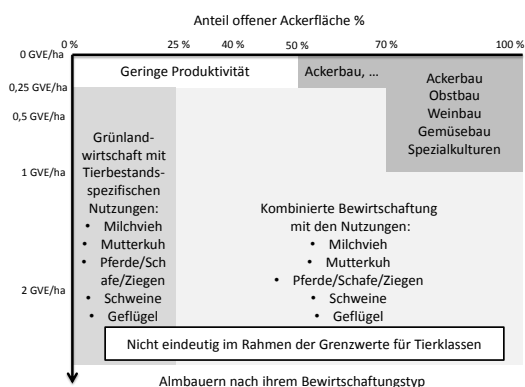 Anteil offener Ackerfläche %
0 % 25 % 40 % 50 % 70 % 100 %
0 GVE/ha
0,25 GVE/ha
0,5 GVE/ha
1 GVE/ha
2 GVE/ha
Geringe Produktivität
Ackerbau, …
Ackerbau
Obstbau
Weinbau
Gemüsebau
Spezialkulturen
Grünland-
wirtschaft mit
Tierbestands-
spezifischen
Nutzungen:
• Milchvieh
• Mutterkuh
• Pferde/Sch
afe/Ziegen
• Schweine
• Geflügel
Kombinierte Bewirtschaftung
mit den Nutzungen:
• Milchvieh
• Mutterkuh
• Pferde/Schafe/Ziegen
• Schweine
• Geflügel
Nicht eindeutig im Rahmen der Grenzwerte für Tierklassen
Almbauern nach ihrem Bewirtschaftungstyp